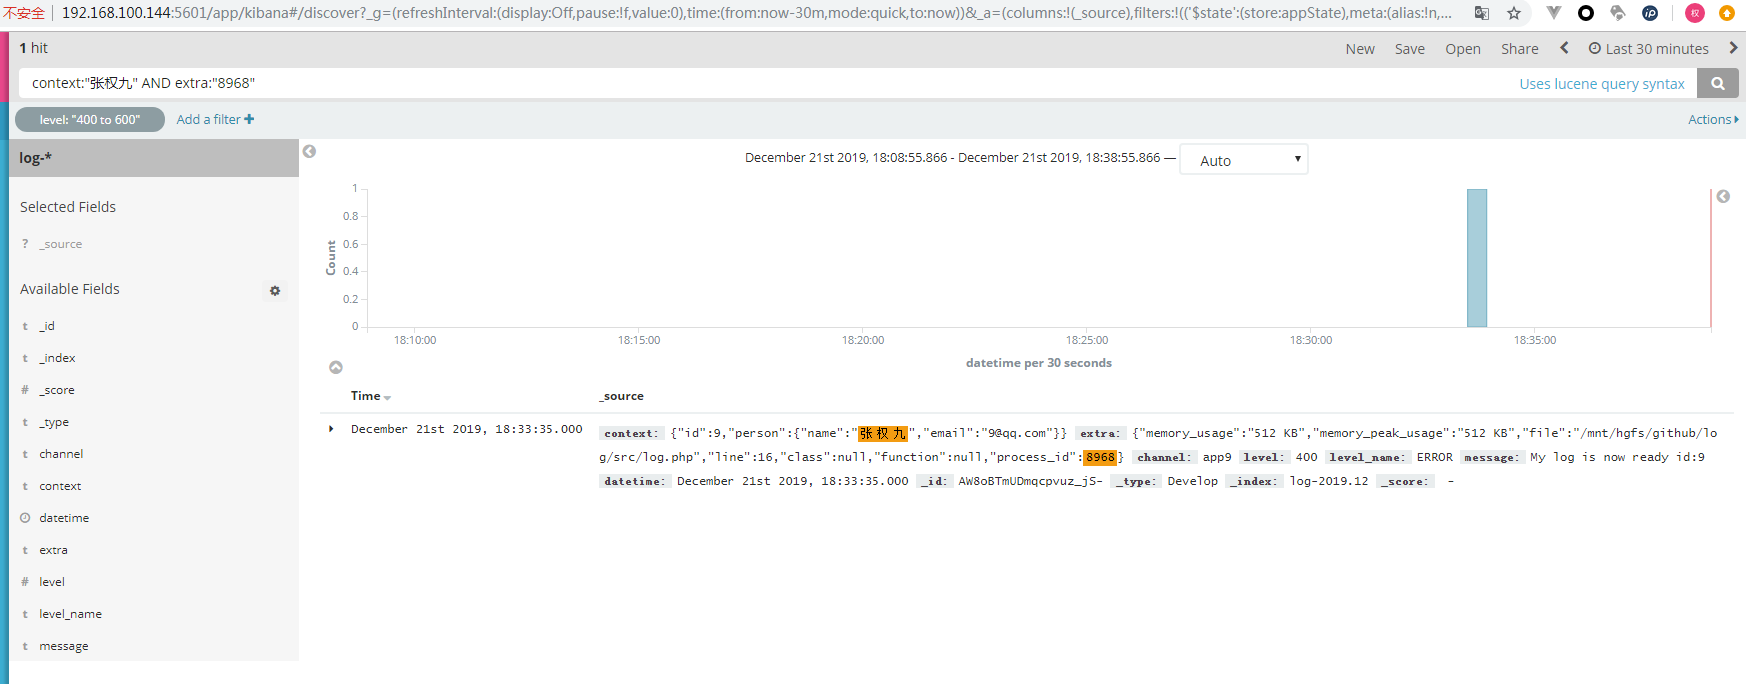 不安全 192.168.100.144:5601/app/kibana#/discover?_g=(refreshInterval:(display:Off,pause:!f,value:0),time:(from:now-30m,mode:quick,to:now))&_a=(columns:!(_source),filters:!(('$state':(store:appState),meta:(alias:!n,... iP 权
1 hit New Save Open Share Last 30 minutes
context:"张权九" AND extra:"8968" Uses lucene query syntax
level: "400 to 600" Add a filter Actions
log-*
December 21st 2019, 18:08:55.866 - December 21st 2019, 18:38:55.866 — Auto
Selected Fields
? _source
Available Fields
t _id
t _index
# _score
t _type
t channel
t context
datetime
t extra
# level
t level_name
t message
Count
1
0.8
0.6
0.4
0.2
0
18:10:00 18:15:00 18:20:00 18:25:00 18:30:00 18:35:00
datetime per 30 seconds
Time _source
December 21st 2019, 18:33:35.000
context: {"id":9,"person":{"name":"张权九","email":"9@qq.com"}} extra: {"memory_usage":"512 KB","memory_peak_usage":"512 KB","file":"/mnt/hgfs/github/lo
g/src/log.php","line":16,"class":null,"function":null,"process_id":8968} channel: app9 level: 400 level_name: ERROR message: My log is now ready id:9
datetime: December 21st 2019, 18:33:35.000 _id: AW8oBTmUDmqcpvuz_jS- _type: Develop _index: log-2019.12 _score: -